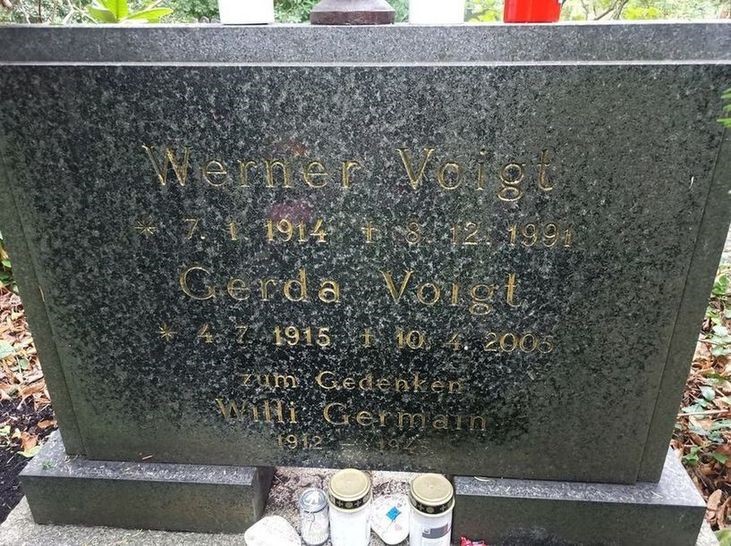 Werner Voigt
* 7. 1. 1914 † 8. 12. 1991
Gerda Voigt
* 4. 7. 1915 † 10. 4. 2005
zum Gedenken
Willi Germain
1912 –